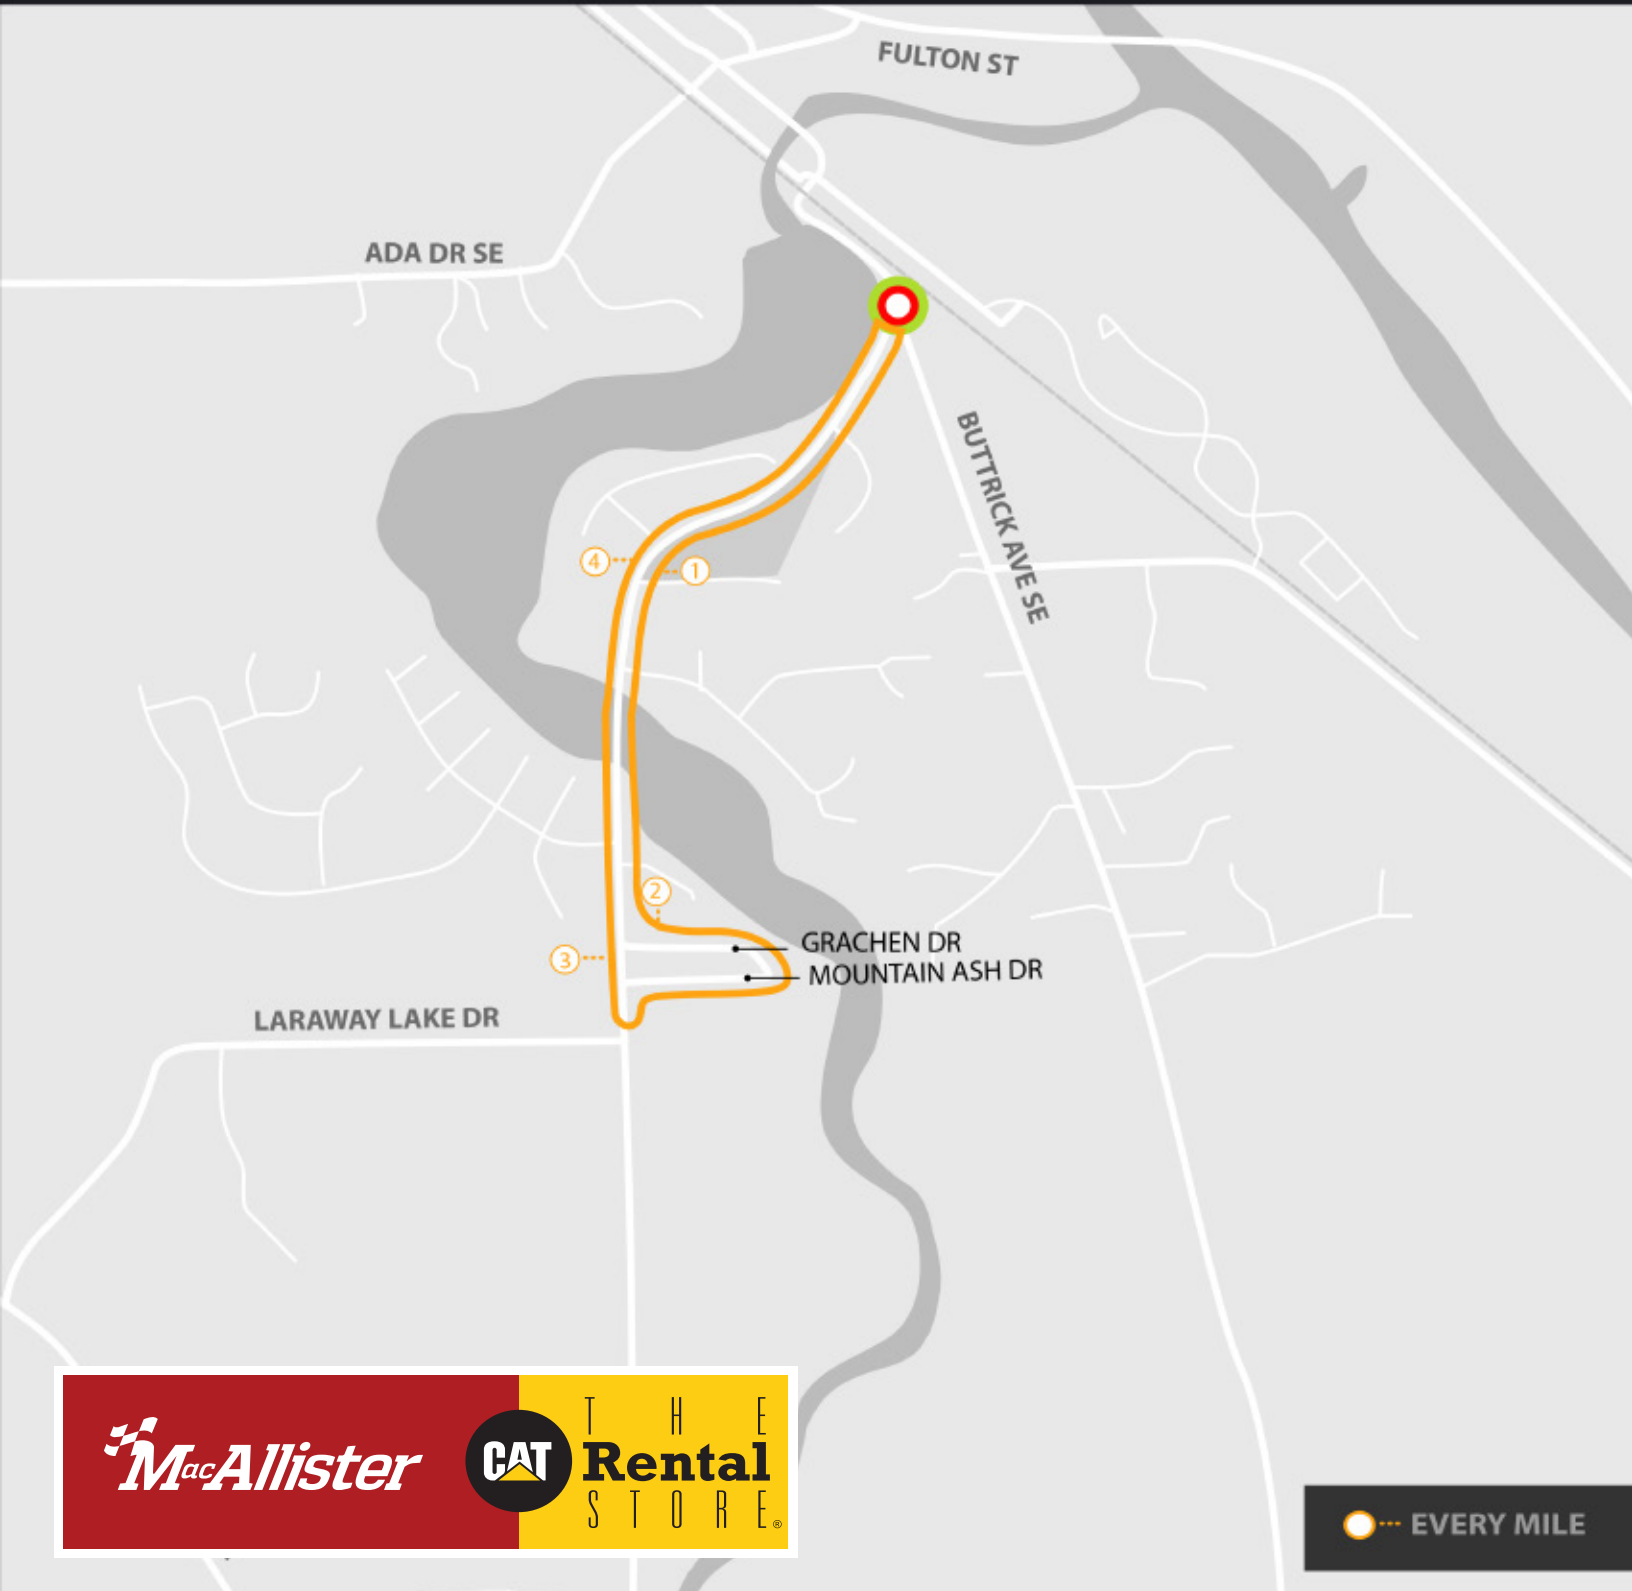 FULTON ST
ADA DR SE
BUTTRICK AVE SE
4
1
2
GRACHEN DR
3
MOUNTAIN ASH DR
LARAWAY LAKE DR
MacAllister
CAT
THE
Rental
STORE®
EVERY MILE